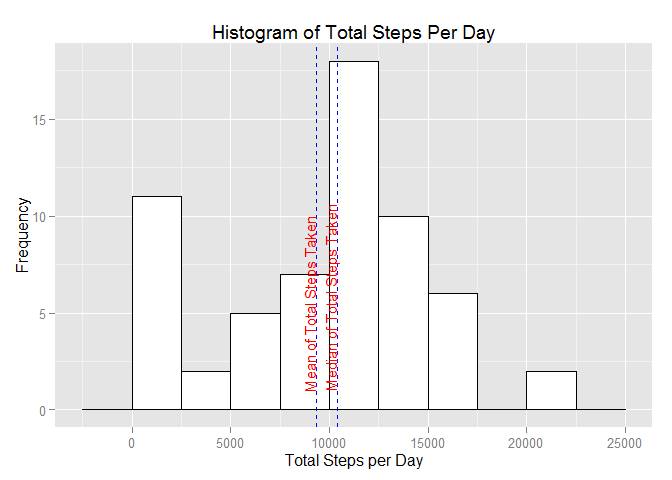 Histogram of Total Steps Per Day
Frequency
15
10
5
0
Mean of Total Steps Taken
Median of Total Steps Taken
0 5000 10000 15000 20000 25000
Total Steps per Day